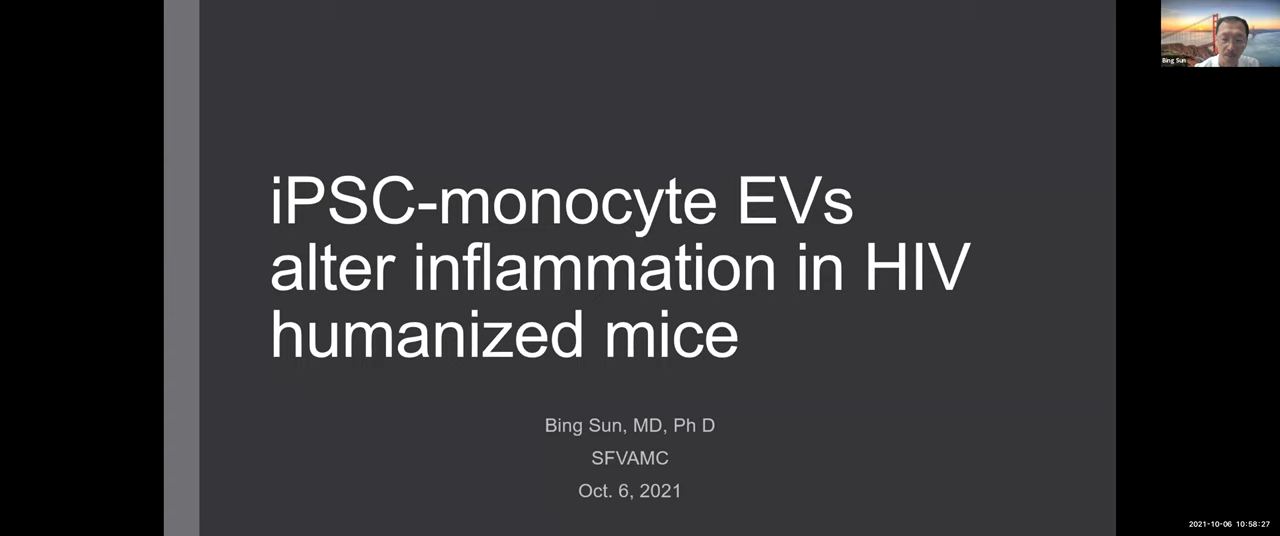 Bing Sun
iPSC-monocyte EVs
alter inflammation in HIV
humanized mice
Bing Sun, MD, Ph D
SFVAMC
Oct. 6, 2021
2021-10-06 10:58:27